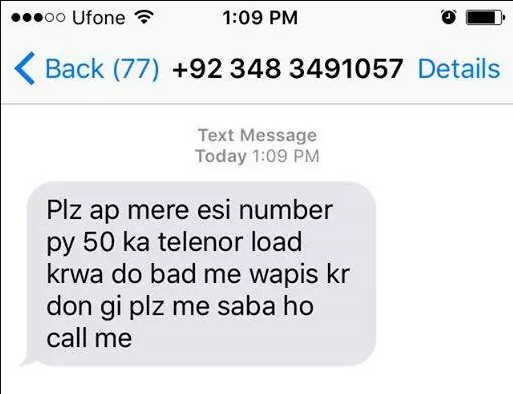 Ufone 1:09 PM
Back (77) +92 348 3491057 Details
Text Message
Today 1:09 PM
Plz ap mere esi number
py 50 ka telenor load
krwa do bad me wapis kr
don gi plz me saba ho
call me